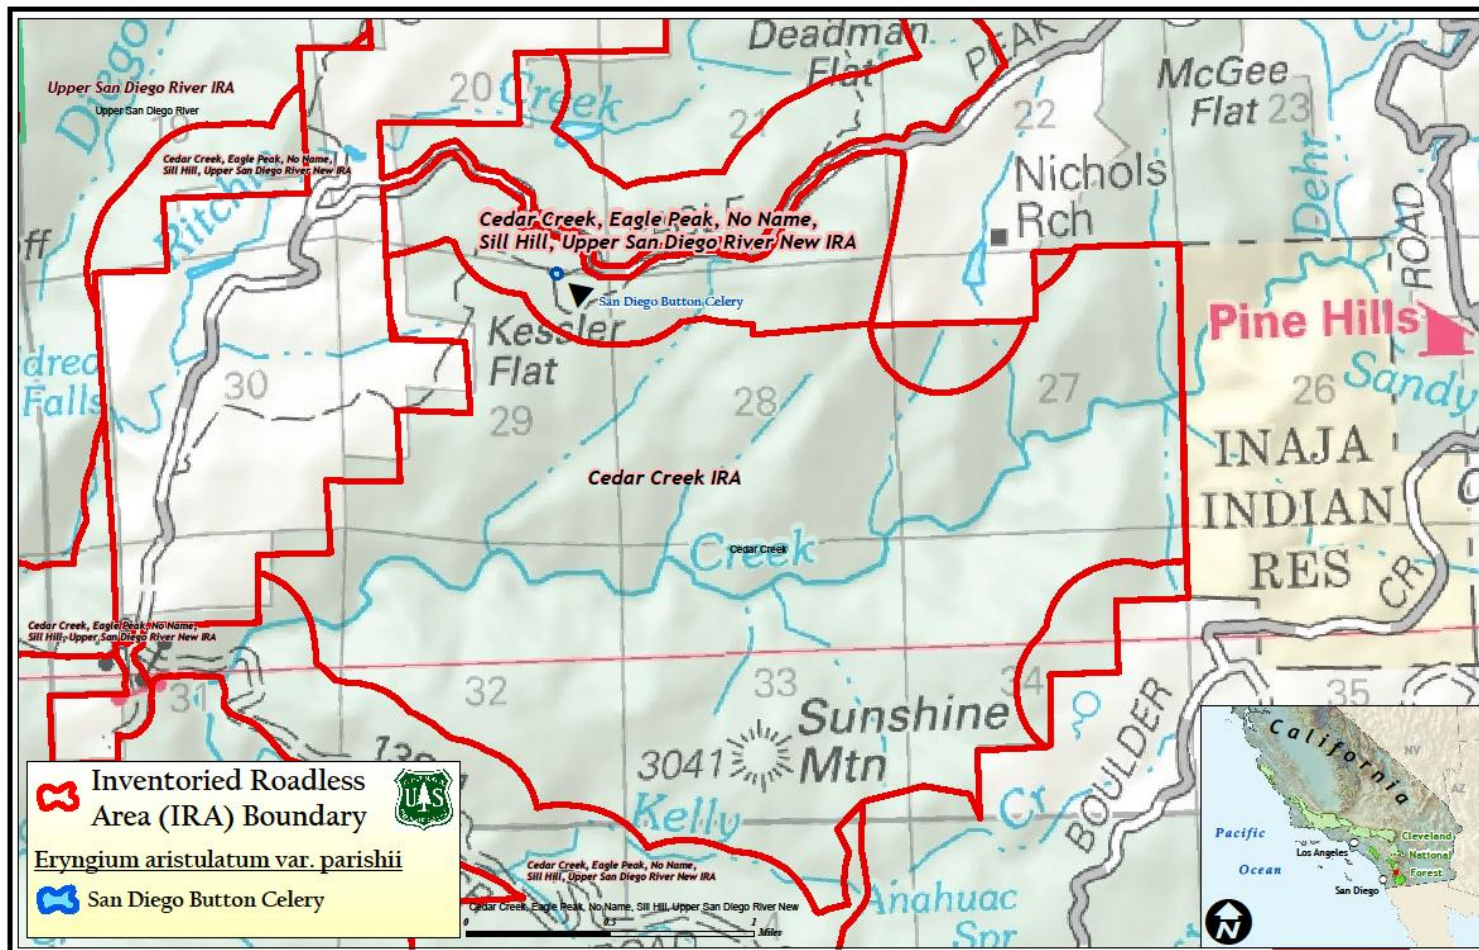 Deadman
Flat
PEAK
McGee
Flat
Upper San Diego River IRA
Upper San Diego River
Diego
19
20
Creek
21
22
23
Cedar Creek, Eagle Peak, No Name,
Sill Hill, Upper San Diego River New IRA
Ritchie
Nichols
Rch
Dehr
ROAD
Cedar Creek, Eagle Peak, No Name,
Sill Hill, Upper San Diego River New IRA
San Diego Button Celery
Kessler
Flat
Pine Hills
Sandy
Falls
30
29
28
27
26
Cedar Creek IRA
INAJA
INDIAN
RES
Creek
Cedar Creek
CR
Cedar Creek, Eagle Peak, No Name,
Sill Hill, Upper San Diego River New IRA
31
32
33
34
35
Sunshine
Mtn
3041
BOULDER
Kelly
Cr
Inventoried Roadless
Area (IRA) Boundary
Eryngium aristulatum var. parishii
San Diego Button Celery
UAS
Cedar Creek, Eagle Peak, No Name,
Sill Hill, Upper San Diego River New IRA
Cedar Creek, Eagle Peak, No Name, Sill Hill, Upper San Diego River New
0 0.5 1
Miles
Anahuac
Spr
California
NV
AZ
Pacific
Ocean
Los Angeles
San Diego
Cleveland
National
Forest
N